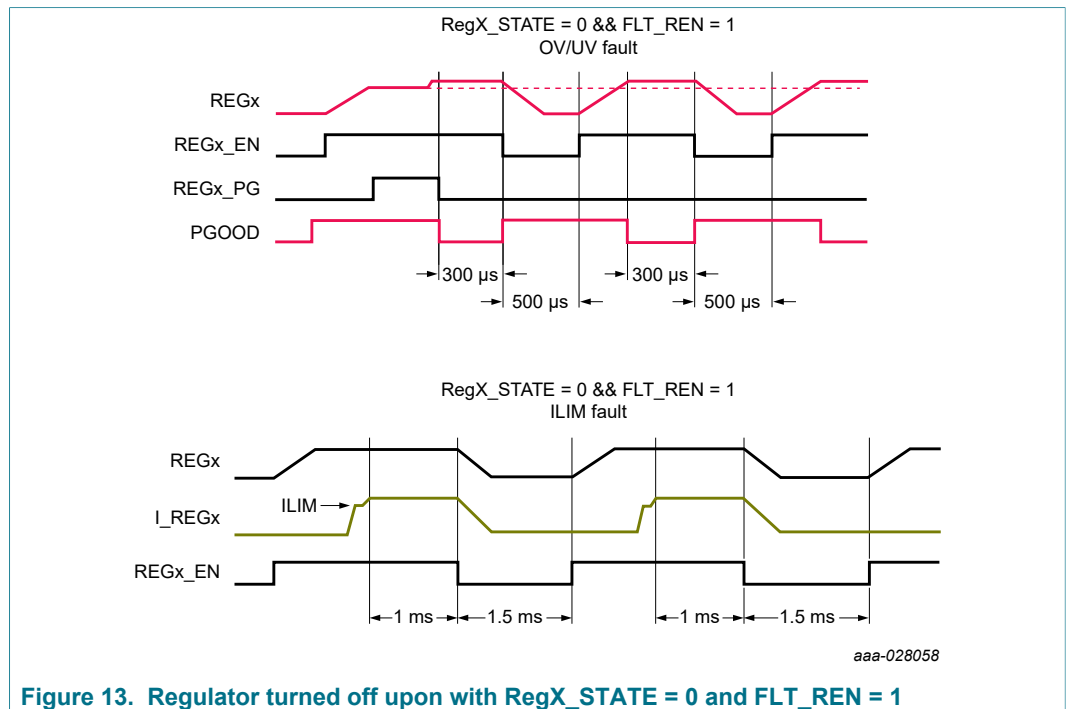 RegX_STATE = 0 && FLT_REN = 1
OV/UV fault
REGx
REGx_EN
REGx_PG
PGOOD
300 µs
300 µs
500 µs
500 µs
RegX_STATE = 0 && FLT_REN = 1
ILIM fault
REGx
ILIM
I_REGx
REGx_EN
1 ms
1.5 ms
1 ms
1.5 ms
aaa-028058
Figure 13. Regulator turned off upon with RegX_STATE = 0 and FLT_REN = 1